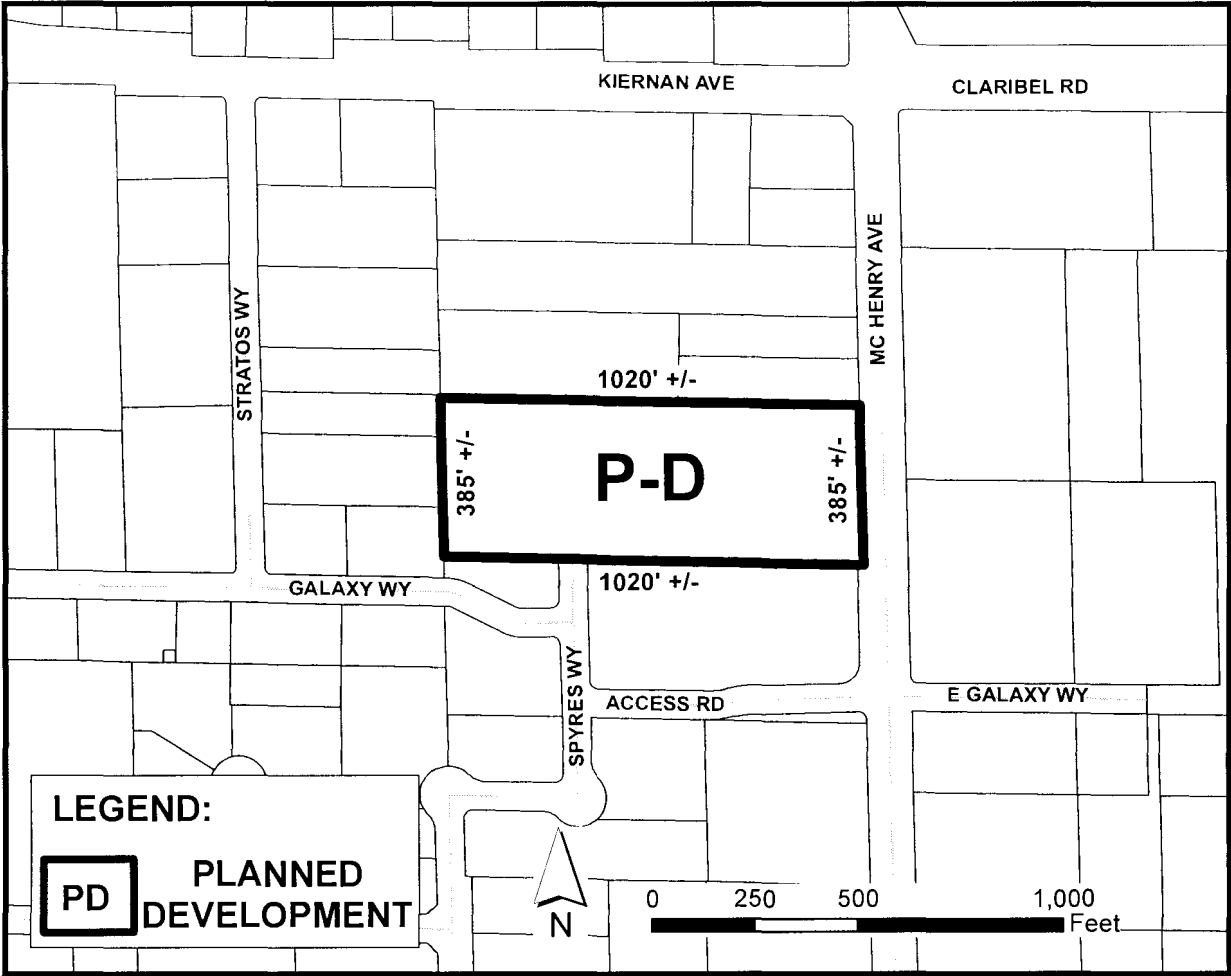 KIERNAN AVE
CLARIBEL RD
MC HENRY AVE
STRATOS WY
1020' +/-
385' +/-
P-D
385' +/-
1020' +/-
GALAXY WY
SPYRES WY
ACCESS RD
E GALAXY WY
LEGEND:
PD
PLANNED
DEVELOPMENT
N
0 250 500 1,000
Feet